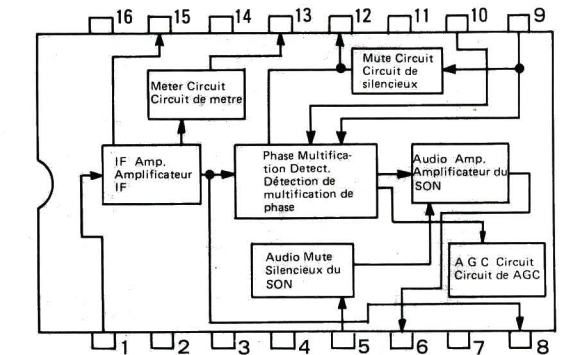 16 15 14 13 12 11 10 9
Mute Circuit
Circuit de
silencieux
Meter Circuit
Circuit de metre
IF Amp.
Amplificateur
IF
Phase Multifica-
tion Detect.
Détection de
multification de
phase
Audio Amp.
Amplificateur du
SON
Audio Mute
Silencieux du
SON
A G C Circuit
Circuit de AGC
1 2 3 4 5 6 7 8